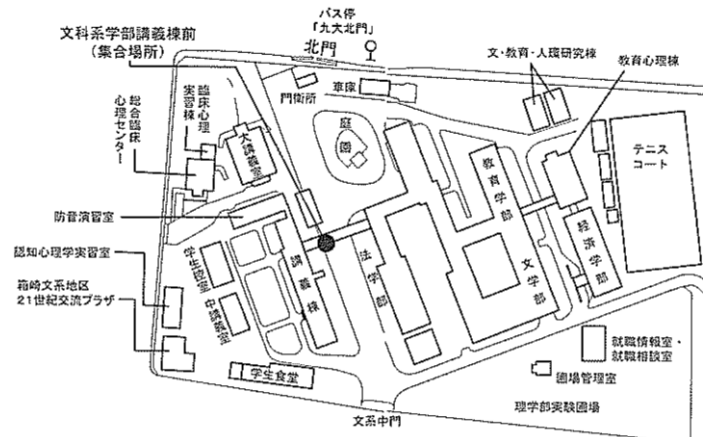 バス停
「九大北門」
文科系学部講義棟前
(集合場所)
北門
文・教育・人環研究棟
教育心理棟
門衛所
車庫
臨床心理
実習棟
総合臨床
心理センター
大講義室
庭園
テニス
コート
教育学部
防音演習室
経済学部
認知心理学実習室
学生控室
講義棟
法学部
文学部
中講義室
箱崎文系地区
21世紀交流プラザ
就職情報室・
就職相談室
圃場管理室
学生食堂
理学部実験圃場
文系中門